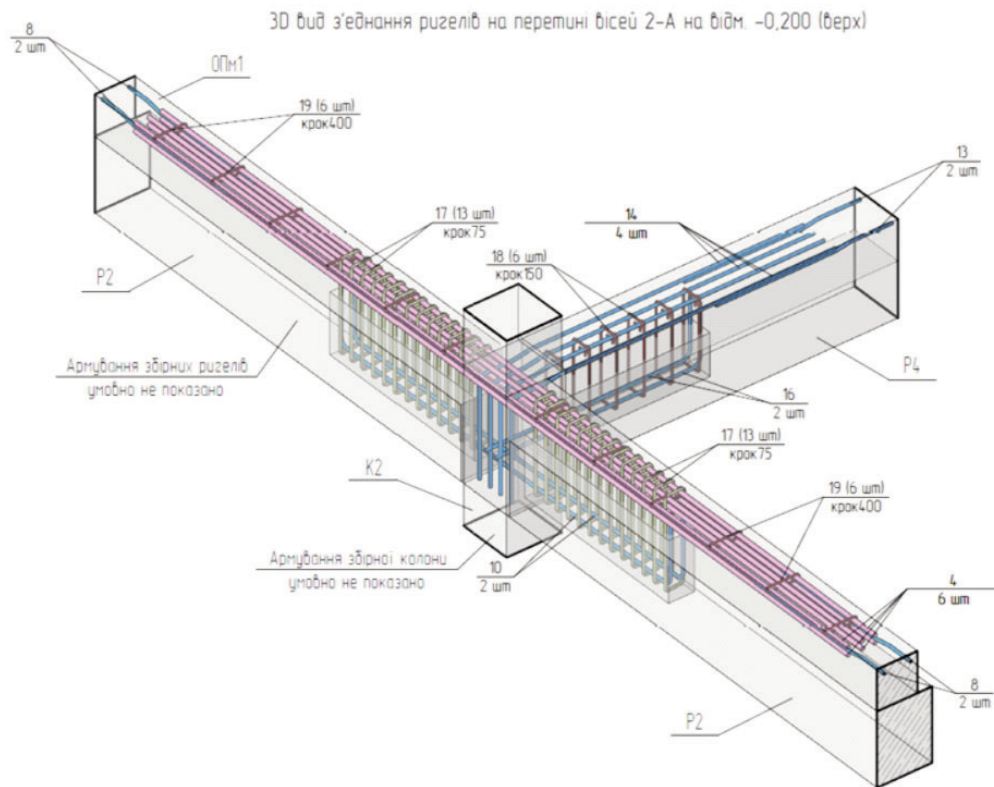 3D вид з'єднання ригелів на перетині вісей 2-А на відм. -0,200 (верх)
8
2 шт
ОПм1
19 (6 шт)
крок400
13
2 шт
17 (13 шт)
крок75
14
4 шт
18 (6 шт)
крок150
Р2
Армування збірних ригелів
умовно не показано
Р4
16
2 шт
17 (13 шт)
крок75
К2
19 (6 шт)
крок400
Армування збірної колони
умовно не показано
10
2 шт
4
6 шт
8
2 шт
Р2